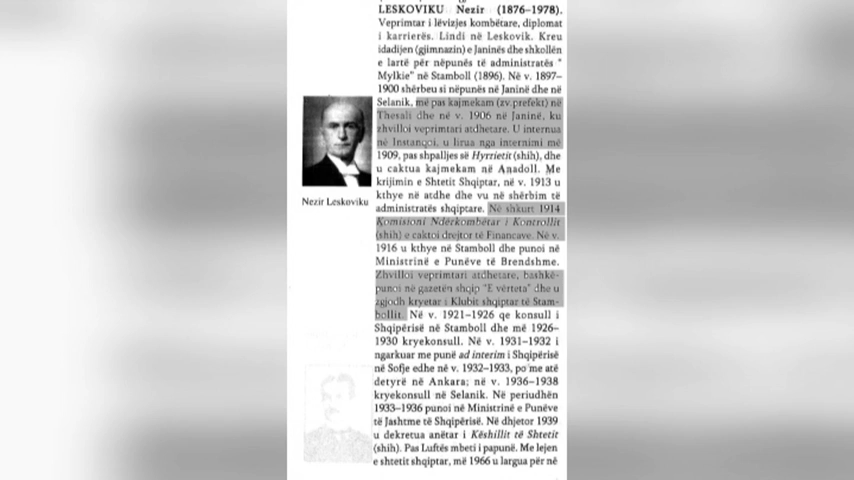 LESKOVIKU Nezir (1876–1978).
Veprimtar i lëvizjes kombëtare, diplomat
i karrierës. Lindi në Leskovik. Kreu
idadijen (gjimnazin) e Janinës dhe shkollën
e lartë për nëpunës të administratës "
Mylkie" në Stamboll (1896). Në v. 1897–
1900 shërbeu si nëpunës në Janinë dhe në
Selanik, më pas kajmekam (zv.prefekt) në
Thesali dhe në v. 1906 në Janinë, ku
zhvilloi veprimtari atdhetare. U internua
në Instanqoi, u lirua nga internimi më
1909, pas shpalljes së Hyrrietit (shih), dhe
u caktua kajmekam në Anadoll. Me
krijimin e Shtetit Shqiptar, në v. 1913 u
kthye në atdhe dhe vu në shërbim të
administratës shqiptare. Në shkurt 1914
Komisioni Ndërkombëtar i Kontrollit
(shih) e caktoi drejtor të Financave. Në v.
1916 u kthye në Stamboll dhe punoi në
Ministrinë e Punëve të Brendshme.
Zhvilloi veprimtari atdhetare, bashkë-
punoi në gazetën shqip "E vërteta" dhe u
zgjodh kryetar i Klubit shqiptar të Stam-
bollit. Në v. 1921–1926 qe konsull i
Shqipërisë në Stamboll dhe më 1926–
1930 kryekonsull. Në v. 1931–1932 i
ngarkuar me punë ad interim i Shqipërisë
në Sofje edhe në v. 1932–1933, po me atë
detyrë në Ankara; në v. 1936–1938
kryekonsull në Selanik. Në periudhën
1933–1936 punoi në Ministrinë e Punëve
të Jashtme të Shqipërisë. Në dhjetor 1939
u dekretua anëtar i Këshillit të Shtetit
(shih). Pas Luftës mbeti i papunë. Me lejen
e shtetit shqiptar, më 1966 u largua për në
Nezir Leskoviku